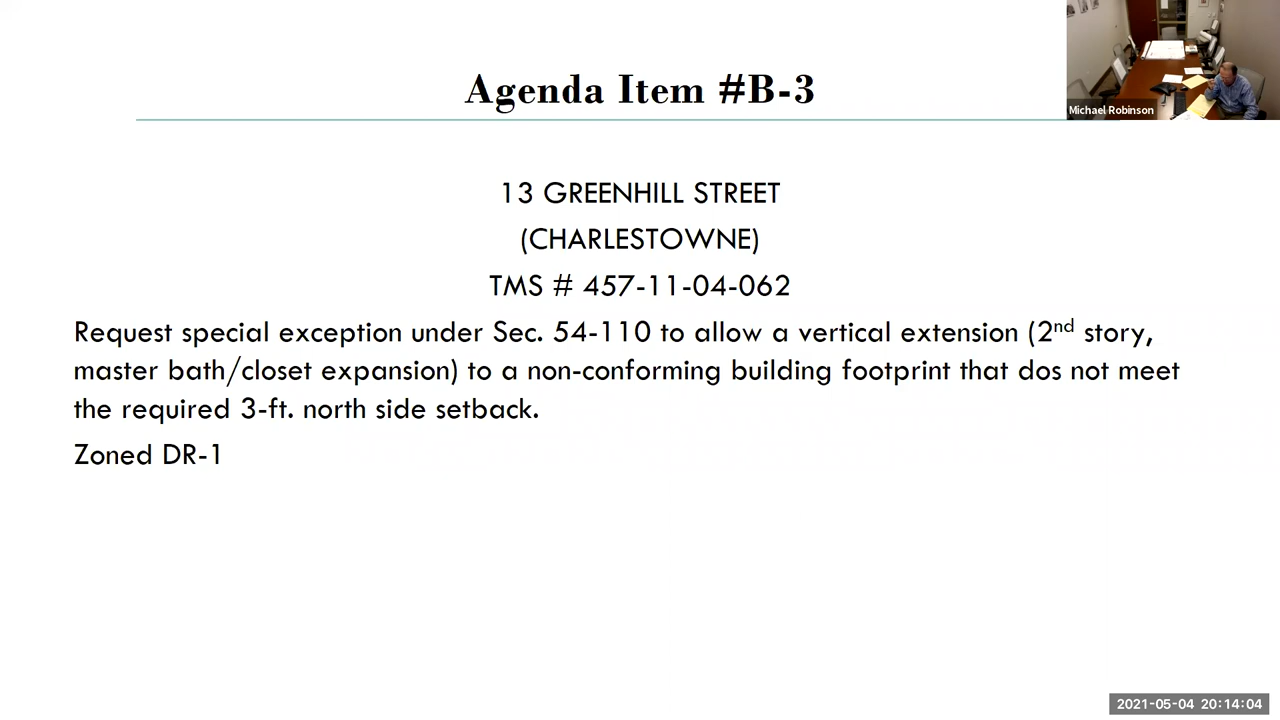 Agenda Item #B-3
Michael Robinson
13 GREENHILL STREET
(CHARLESTOWNE)
TMS # 457-11-04-062
Request special exception under Sec. 54-110 to allow a vertical extension (2nd story,
master bath/closet expansion) to a non-conforming building footprint that dos not meet
the required 3-ft. north side setback.
Zoned DR-1
2021-05-04 20:14:04